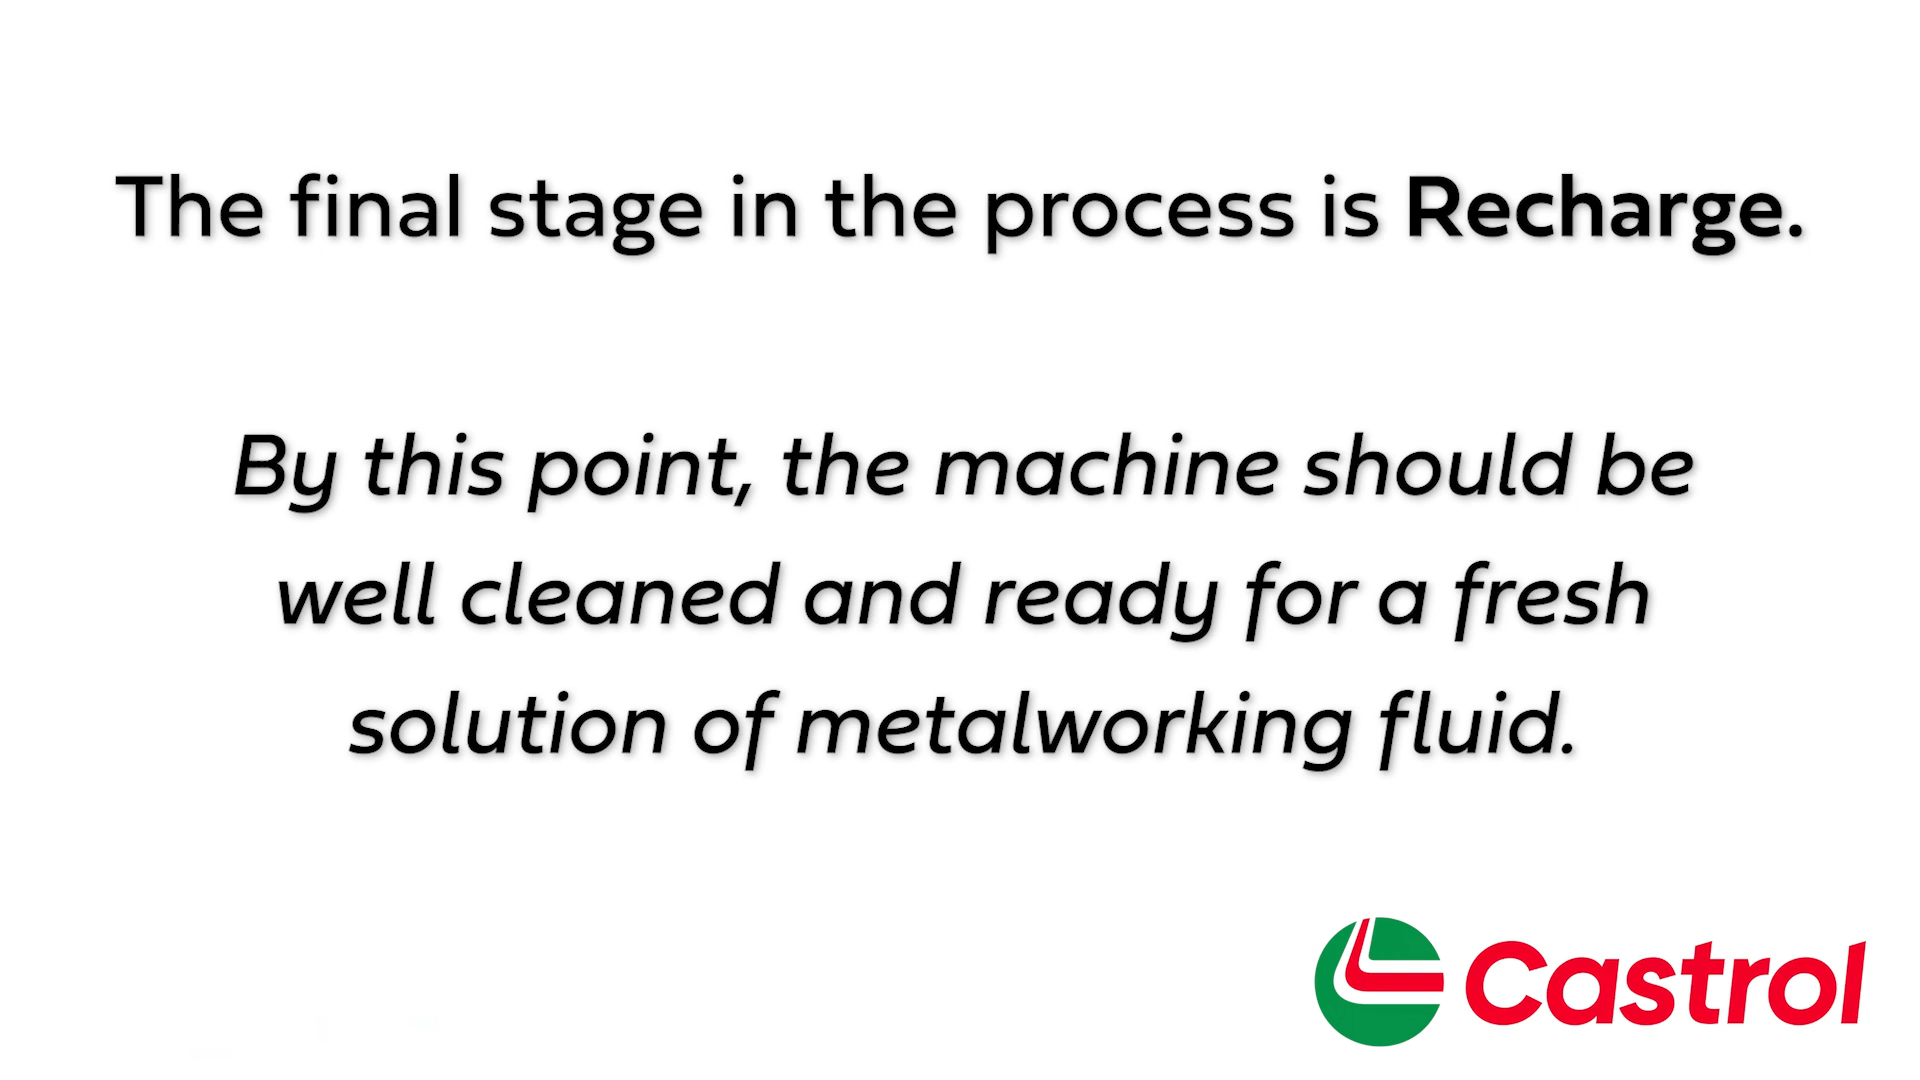 The final stage in the process is Recharge.
By this point, the machine should be
well cleaned and ready for a fresh
solution of metalworking fluid.
Castrol